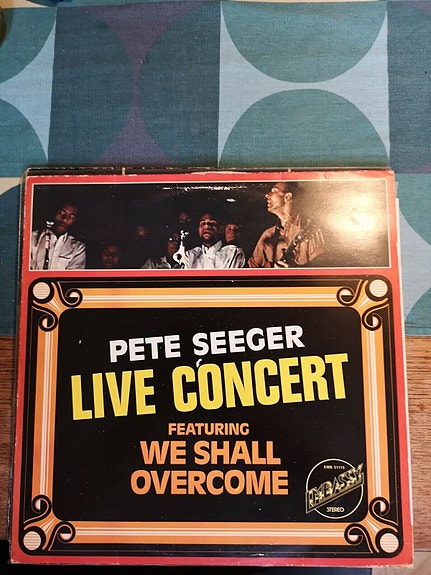 PETE SEEGER
LIVE CONCERT
FEATURING
WE SHALL
OVERCOME
EMBASSY
STEREO